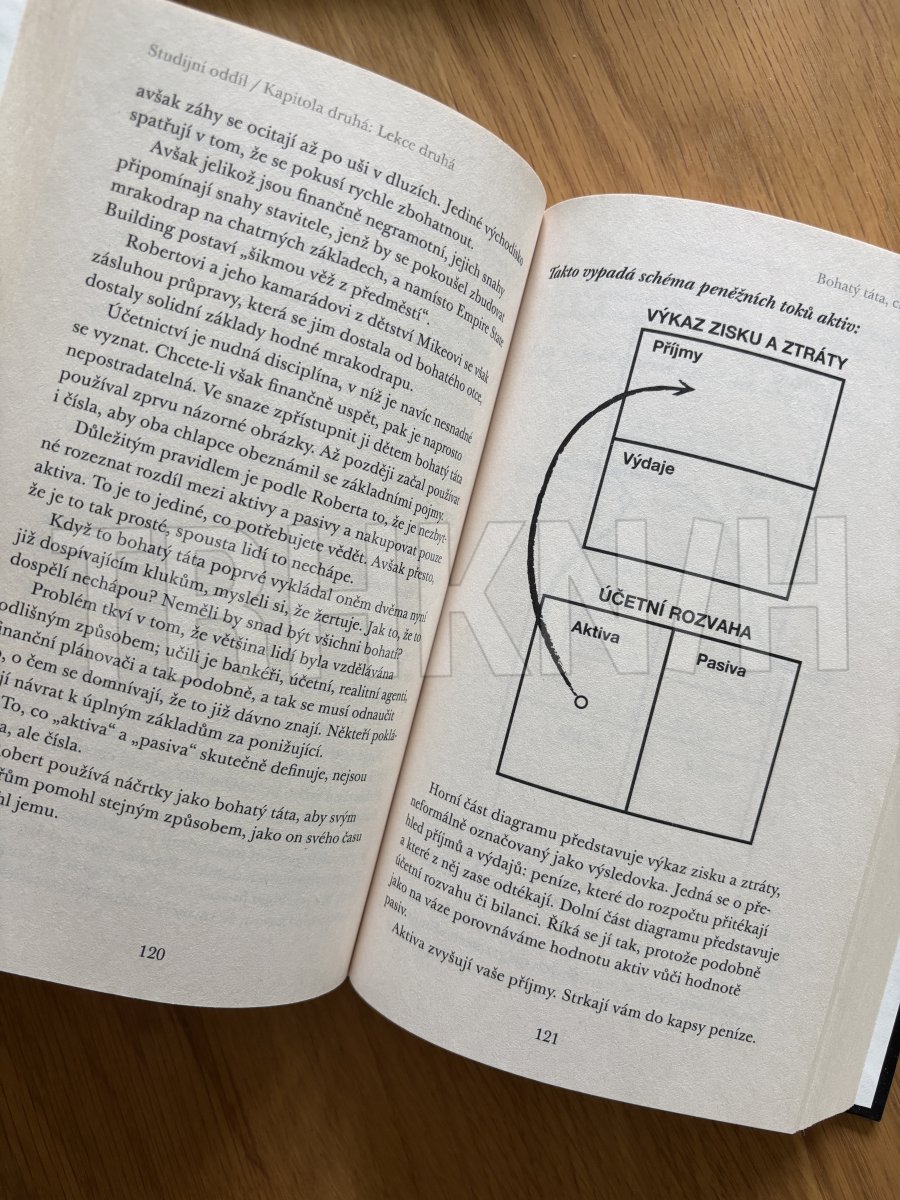 Studijní oddíl / Kapitola druhá: Lekce druhá
avšak záhy se ocitají až po uši v dluzích. Jediné východisko
spatřují v tom, že se pokusí rychle zbohatnout.
Avšak jelikož jsou finančně negramotní, jejich snahy
připomínají snahy stavitele, jenž by se pokoušel zbudovat
mrakodrap na chatrných základech, a namísto Empire State
Building postaví „šikmou věž z předměstí“.
Robertovi a jeho kamarádovi z dětství Mikeovi se však
zásluhou průpravy, která se jim dostala od bohatého otce,
dostaly solidní základy hodné mrakodrapu.
Účetnictví je nudná disciplína, v níž je navíc nesnadné
se vyznat. Chcete-li však finančně uspět, pak je naprosto
nepostradatelná. Ve snaze zpřístupnit ji dětem bohatý táta
používal zprvu názorné obrázky. Až později začal používat
i čísla, aby oba chlapce obeznámil se základními pojmy.
Důležitým pravidlem je podle Roberta to, že je nezbyt-
né rozeznat rozdíl mezi aktivy a pasivy a nakupovat pouze
aktiva. To je to jediné, co potřebujete vědět. Avšak přesto,
že je to tak prosté, spousta lidí to nechápe.
Když to bohatý táta poprvé vykládal oněm dvěma nyní
již dospívajícím klukům, mysleli si, že žertuje. Jak to, že to
dospělí nechápou? Neměli by snad být všichni bohatí?
Problém tkví v tom, že většina lidí byla vzdělávána
odlišným způsobem; učili je bankéři, účetní, realitní agenti,
finanční plánovači a tak podobně, a tak se musí odnaučit
, o čem se domnívají, že to již dávno znají. Někteří poklá-
jí návrat k úplným základům za ponižující.
To, co „aktiva“ a „pasiva“ skutečně definuje, nejsou
a, ale čísla.
obert používá náčrtky jako bohatý táta, aby svým
řům pomohl stejným způsobem, jako on svého času
hl jemu.
120
Bohatý táta, c
Takto vypadá schéma peněžních toků aktiv:
VÝKAZ ZISKU A ZTRÁTY
Příjmy
Výdaje
ÚČETNÍ ROZVAHA
Aktiva
Pasiva
Horní část diagramu představuje výkaz zisku a ztráty,
neformálně označovaný jako výsledovka. Jedná se o pře-
hled příjmů a výdajů: peníze, které do rozpočtu přitékají
a které z něj zase odtékají. Dolní část diagramu představuje
účetní rozvahu či bilanci. Říká se jí tak, protože podobně
jako na váze porovnáváme hodnotu aktiv vůči hodnotě
pasiv.
Aktiva zvyšují vaše příjmy. Strkají vám do kapsy peníze.
121